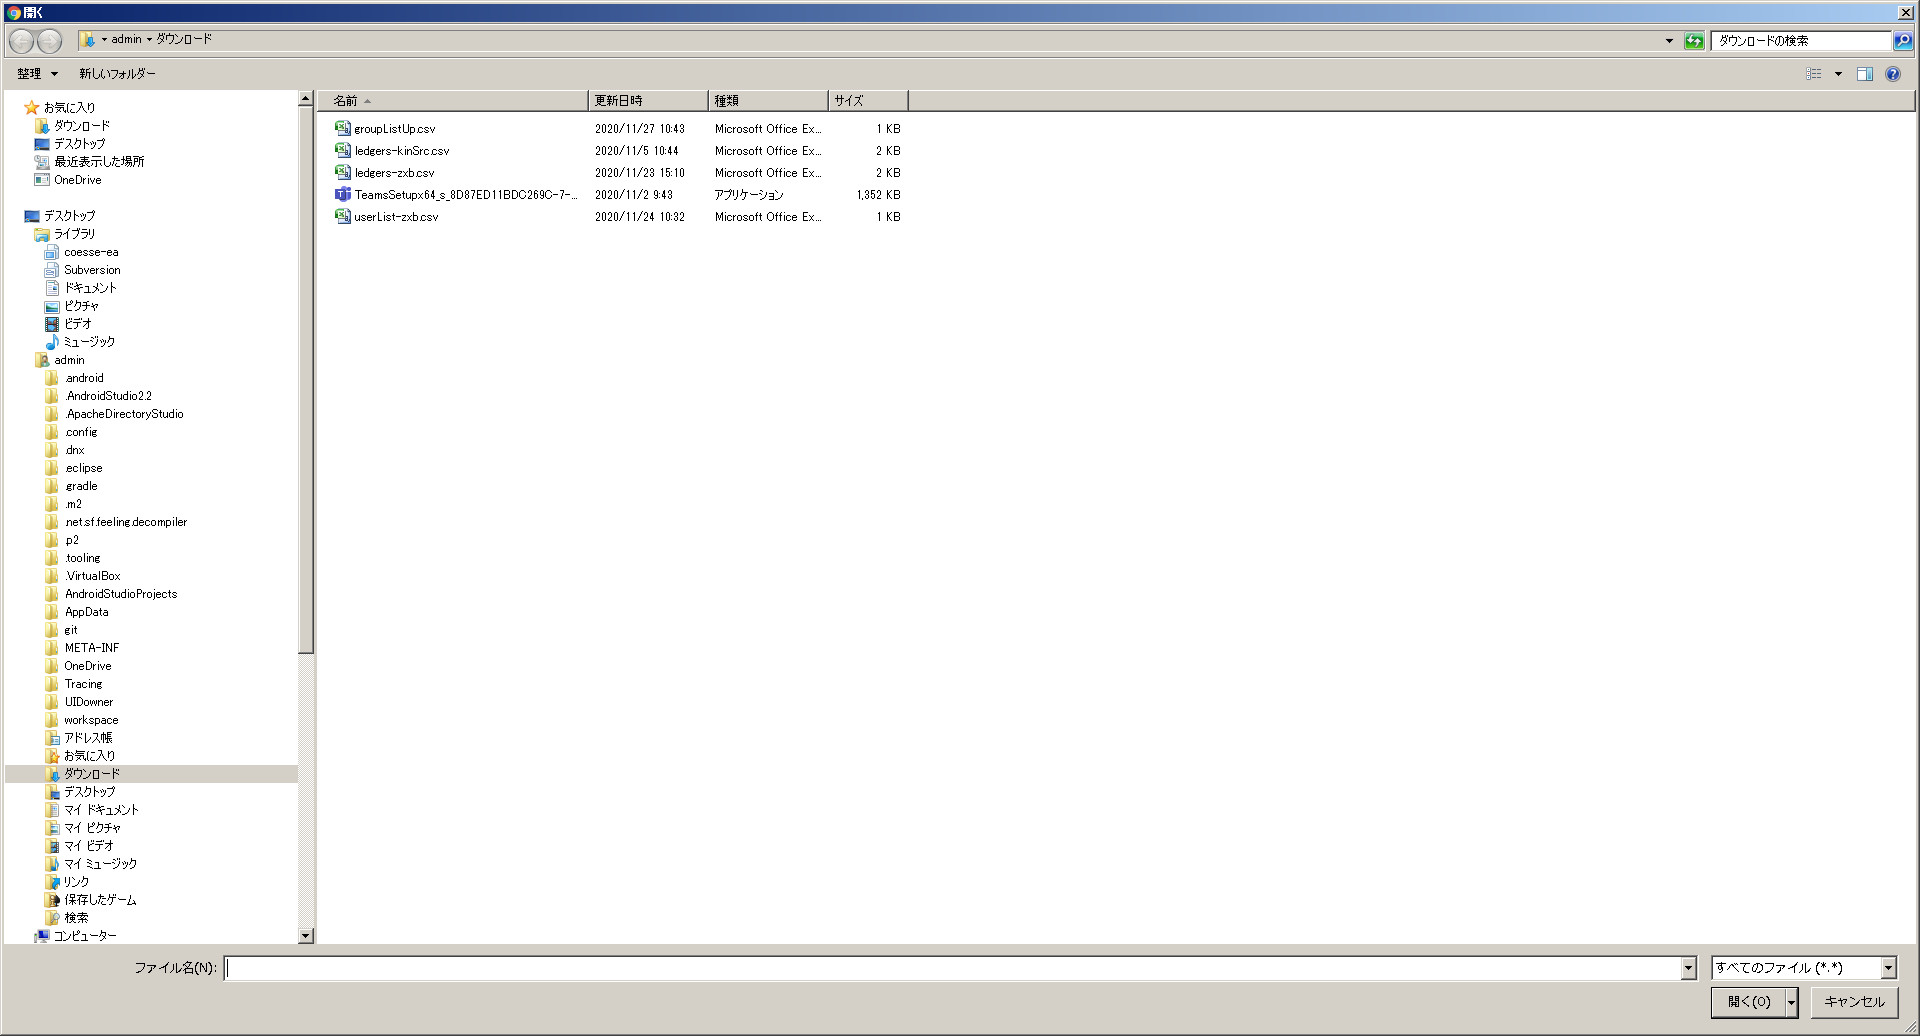 開く
admin ダウンロード
ダウンロードの検索
整理 新しいフォルダー
お気に入り
ダウンロード
デスクトップ
最近表示した場所
OneDrive
デスクトップ
ライブラリ
coesse-ea
Subversion
ドキュメント
ピクチャ
ビデオ
ミュージック
admin
.android
.AndroidStudio2.2
.ApacheDirectoryStudio
.config
.dnx
.eclipse
.gradle
.m2
.net.sf.feeling.decompiler
.p2
.tooling
.VirtualBox
AndroidStudioProjects
AppData
git
META-INF
OneDrive
Tracing
UIDowner
workspace
アドレス帳
お気に入り
ダウンロード
デスクトップ
マイ ドキュメント
マイ ピクチャ
マイ ビデオ
マイ ミュージック
リンク
保存したゲーム
検索
コンピューター
名前 更新日時 種類 サイズ
groupListUp.csv 2020/11/27 10:43 Microsoft Office Ex... 1 KB
ledgers-kinSrc.csv 2020/11/5 10:44 Microsoft Office Ex... 2 KB
ledgers-zxb.csv 2020/11/23 15:10 Microsoft Office Ex... 2 KB
TeamsSetupx64_s_8D87ED11BDC269C-7-... 2020/11/2 9:43 アプリケーション 1,352 KB
userList-zxb.csv 2020/11/24 10:32 Microsoft Office Ex... 1 KB
ファイル名(N):
すべてのファイル (*.*)
開く(O) キャンセル